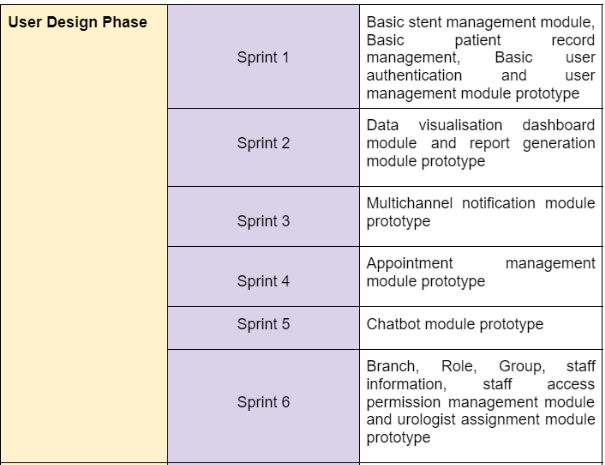 User Design Phase
Sprint 1
Basic stent management module,
Basic patient record
management, Basic user
authentication and user
management module prototype
Sprint 2
Data visualisation dashboard
module and report generation
module prototype
Sprint 3
Multichannel notification module
prototype
Sprint 4
Appointment management
module prototype
Sprint 5
Chatbot module prototype
Sprint 6
Branch, Role, Group, staff
information, staff access
permission management module
and urologist assignment module
prototype